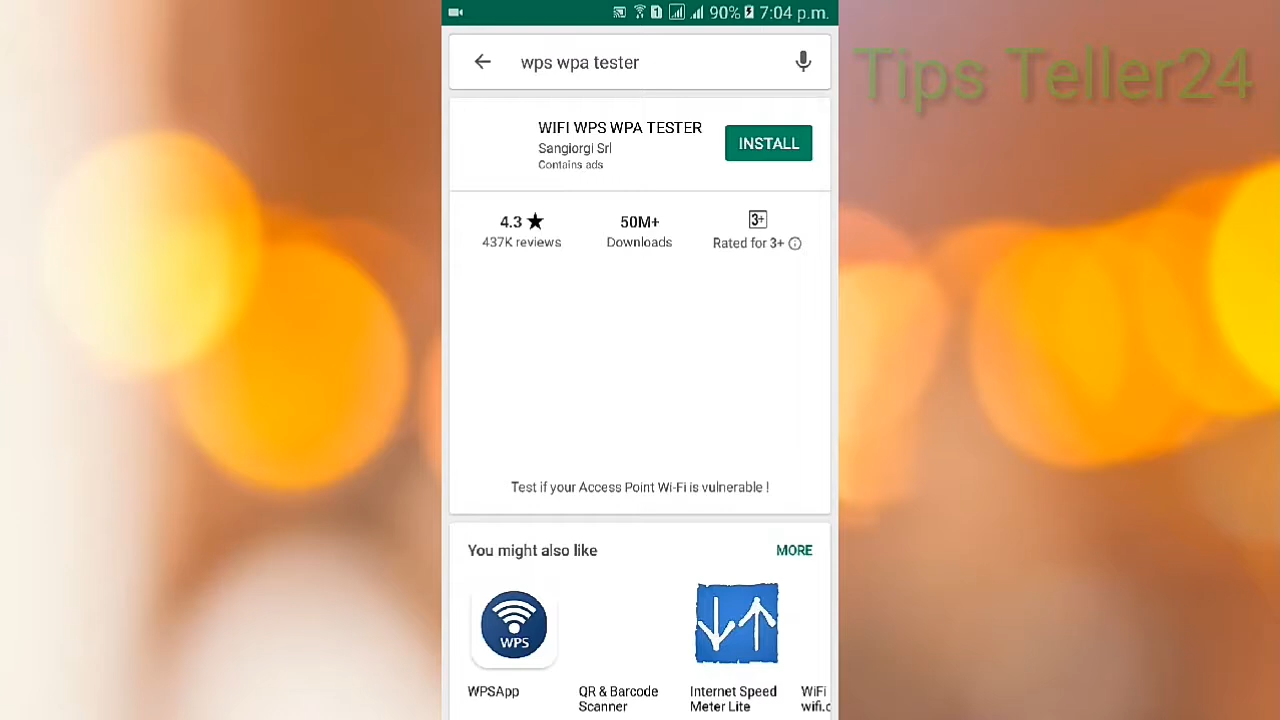 90% 7:04 p.m.
wps wpa tester
Tips Teller24
WIFI WPS WPA TESTER
Sangiorgi Srl
Contains ads
INSTALL
4.3 ★
437K reviews
50M+
Downloads
3+
Rated for 3+
Test if your Access Point Wi-Fi is vulnerable !
You might also like
MORE
WPS
WPSApp
QR & Barcode
Scanner
Internet Speed
Meter Lite
WiFi
wifi.c